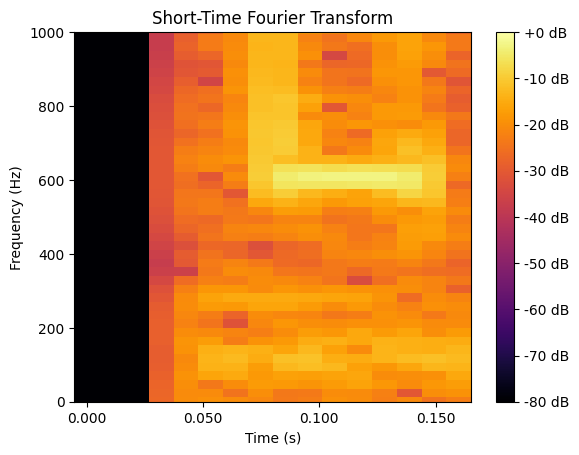 Short-Time Fourier Transform
1000
800
600
400
200
0
Frequency (Hz)
0.000
0.050
0.100
0.150
Time (s)
+0 dB
-10 dB
-20 dB
-30 dB
-40 dB
-50 dB
-60 dB
-70 dB
-80 dB